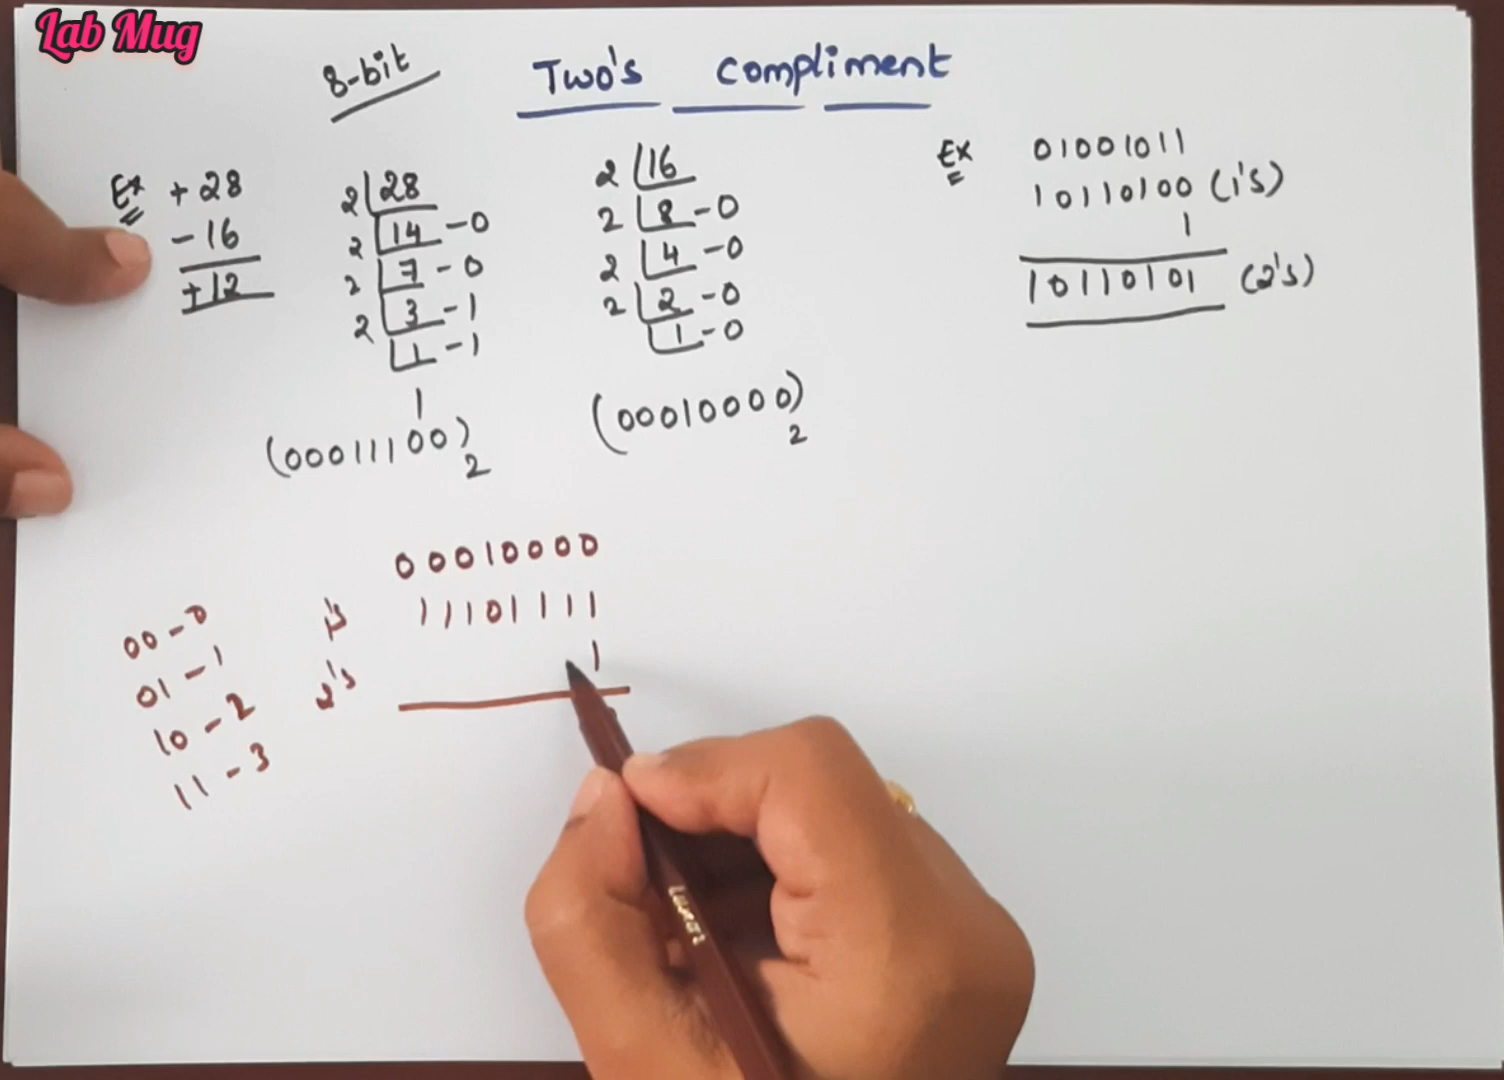 Lab Mug
8-bit Two's compliment
Ex + 28
- 16
+12
2 28
2 14 - 0
2 7 - 0
2 3 - 1
1 - 1
1
(00011100)2
2 16
2 8 - 0
2 4 - 0
2 2 - 0
1 - 0
(00010000)2
Ex 01001011
10110100 (1's)
1
10110101 (2's)
00 - 0
01 - 1
10 - 2
11 - 3
00010000
1's 11101111
2's 1